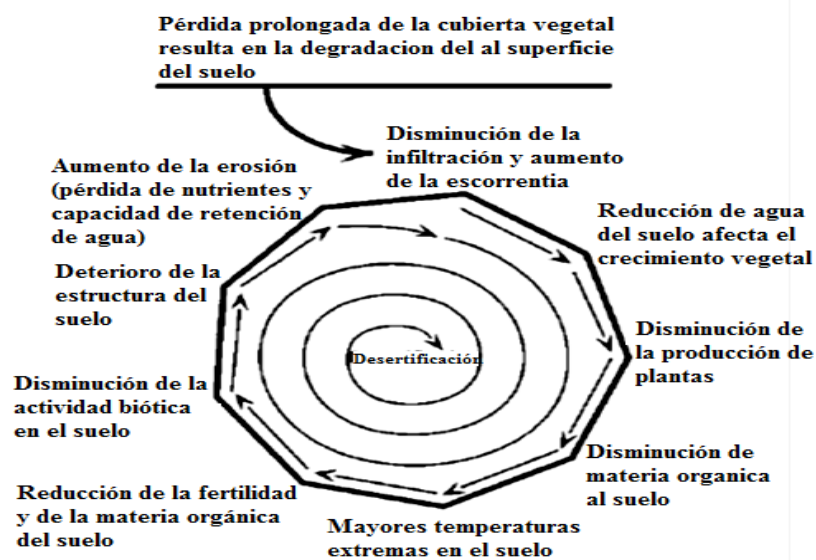 Pérdida prolongada de la cubierta vegetal
resulta en la degradacion del al superficie
del suelo
Disminución de la
infiltración y aumento
de la escorrentia
Reducción de agua
del suelo afecta el
crecimiento vegetal
Disminución de
la producción de
plantas
Disminución de
materia organica
al suelo
Mayores temperaturas
extremas en el suelo
Reducción de la fertilidad
y de la materia orgánica
del suelo
Disminución de la
actividad biótica
en el suelo
Deterioro de la
estructura del
suelo
Aumento de la erosión
(pérdida de nutrientes y
capacidad de retención
de agua)
Desertificación